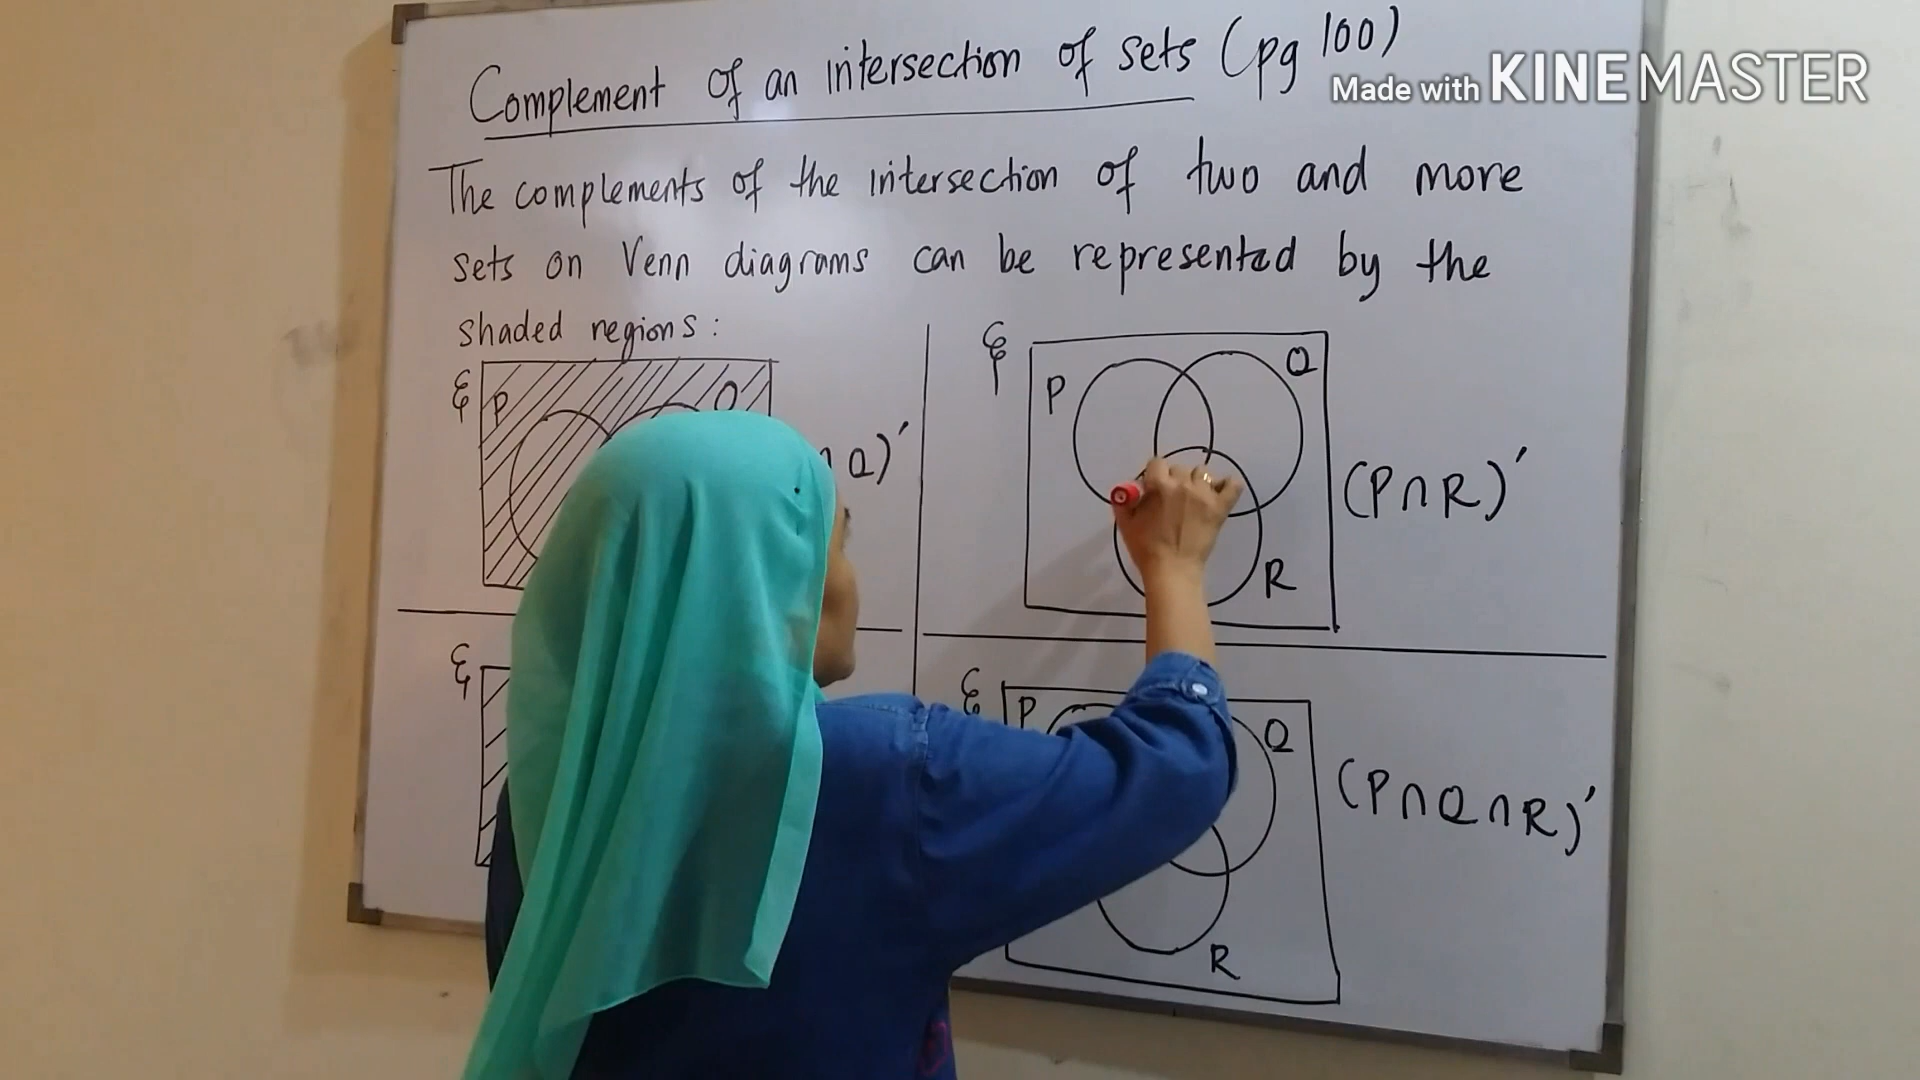 Complement of an intersection of sets (pg 100)
Made with KINEMASTER
The complements of the intersection of two and more
sets on Venn diagrams can be represented by the
shaded regions:
ξ P Q
∩ Q)′
ξ P Q R
(P ∩ R)′
ξ
ξ P Q R
(P ∩ Q ∩ R)′